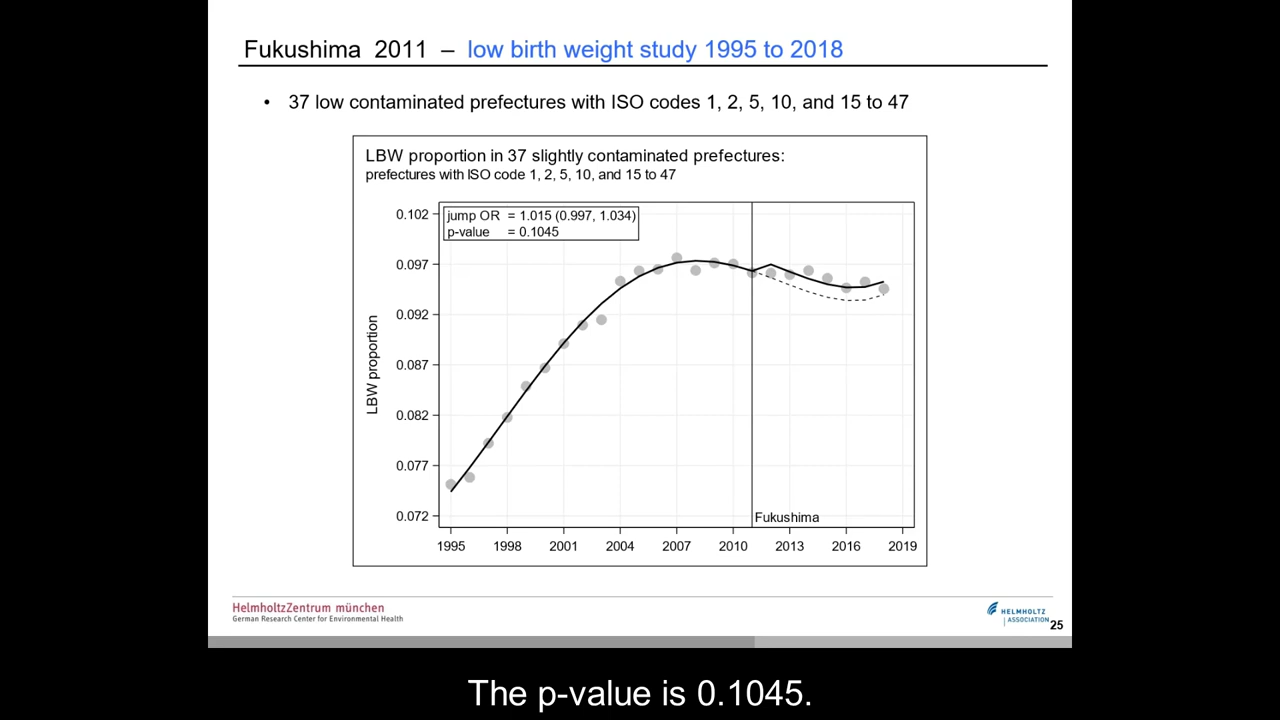 Fukushima 2011 – low birth weight study 1995 to 2018
• 37 low contaminated prefectures with ISO codes 1, 2, 5, 10, and 15 to 47
LBW proportion in 37 slightly contaminated prefectures:
prefectures with ISO code 1, 2, 5, 10, and 15 to 47
jump OR = 1.015 (0.997, 1.034)
p-value = 0.1045
LBW proportion
0.102
0.097
0.092
0.087
0.082
0.077
0.072
Fukushima
1995 1998 2001 2004 2007 2010 2013 2016 2019
HelmholtzZentrum münchen
German Research Center for Environmental Health
HELMHOLTZ
ASSOCIATION
25
The p-value is 0.1045.